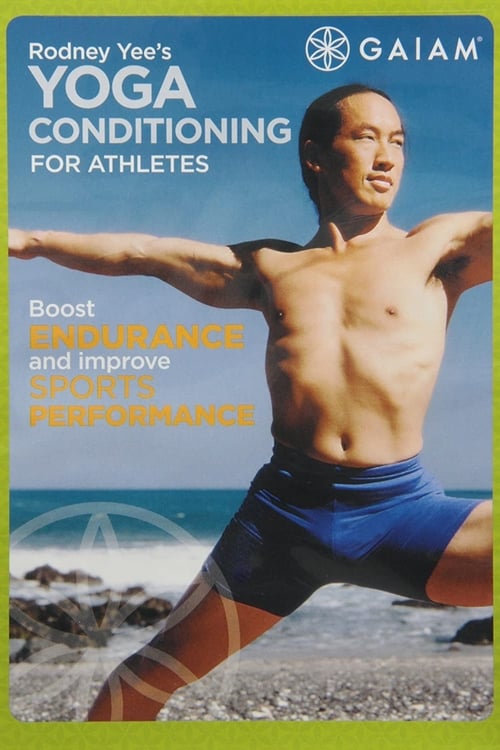 Rodney Yee's
YOGA
CONDITIONING
FOR ATHLETES
GAIAM®
Boost
ENDURANCE
and improve
SPORTS
PERFORMANCE